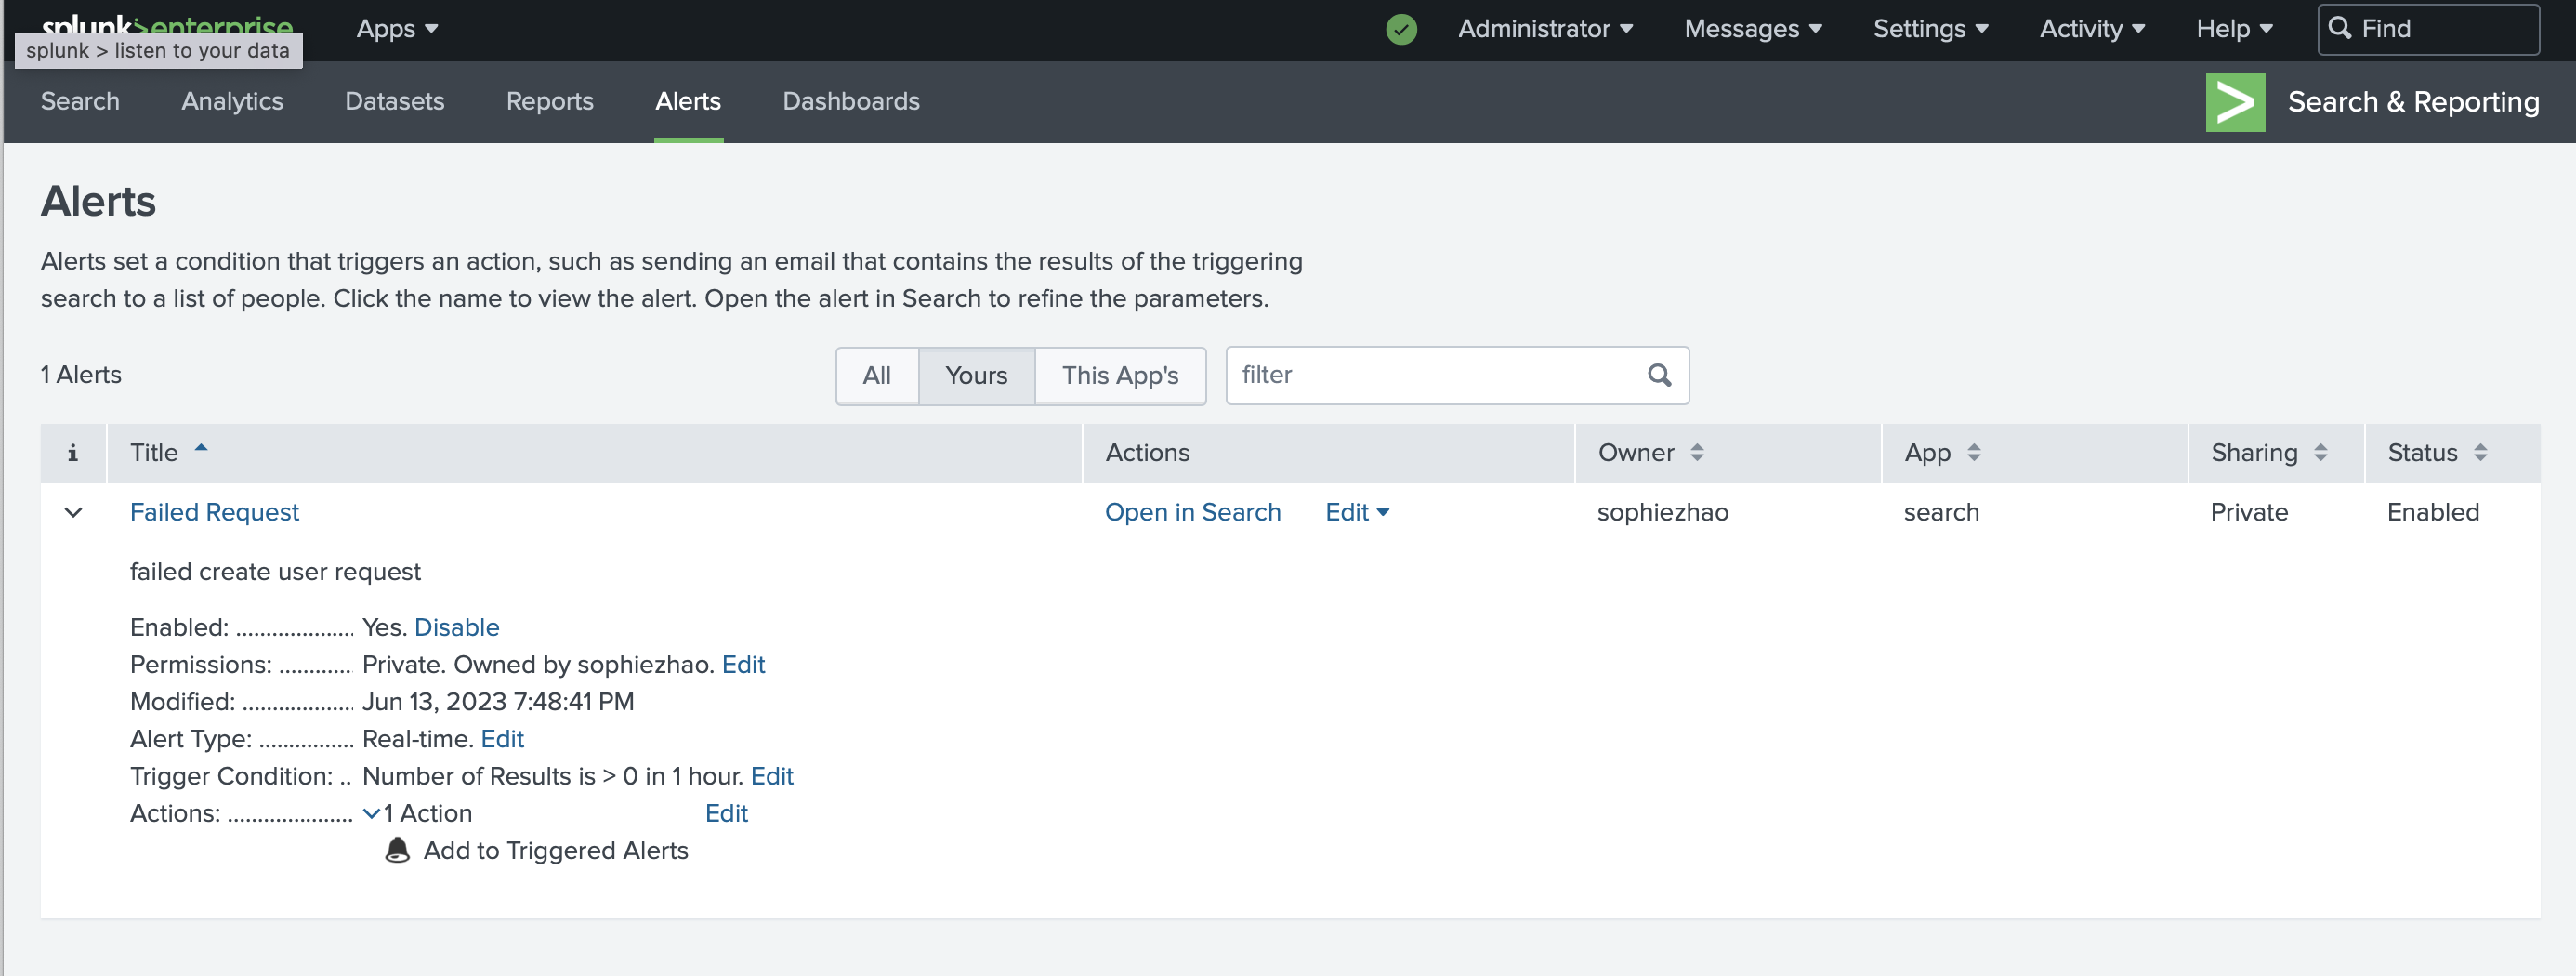 splunk>enterprise Apps Administrator Messages Settings Activity Help Find
splunk > listen to your data
Search Analytics Datasets Reports Alerts Dashboards Search & Reporting
Alerts
Alerts set a condition that triggers an action, such as sending an email that contains the results of the triggering
search to a list of people. Click the name to view the alert. Open the alert in Search to refine the parameters.
1 Alerts All Yours This App's filter
i Title Actions Owner App Sharing Status
Failed Request Open in Search Edit sophiezhao search Private Enabled
failed create user request
Enabled: .................... Yes. Disable
Permissions: ............. Private. Owned by sophiezhao. Edit
Modified: ................... Jun 13, 2023 7:48:41 PM
Alert Type: ................ Real-time. Edit
Trigger Condition: .. Number of Results is > 0 in 1 hour. Edit
Actions: ..................... 1 Action Edit
Add to Triggered Alerts